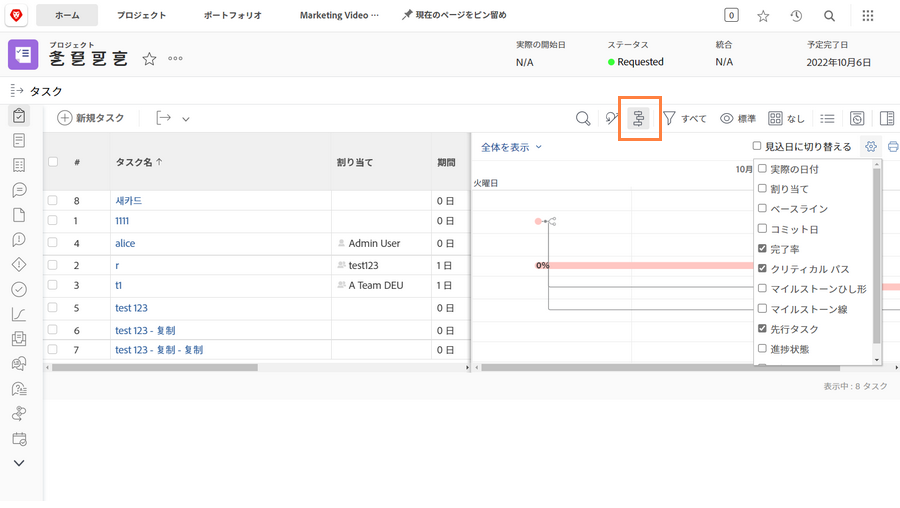 ホーム
プロジェクト
ポートフォリオ
Marketing Video ···
現在のページをピン留め
0
プロジェクト
実際の開始日
N/A
ステータス
Requested
統合
N/A
予定完了日
2022年10月6日
タスク
新規タスク
すべて
標準
なし
全体を表示
見込日に切り替える
# タスク名 割り当て 期間
10月
火曜日
8 새카드 0 日
1 1111 0 日
4 alice Admin User 0 日
2 r test123 1 日
3 t1 A Team DEU 1 日
5 test 123 0 日
6 test 123 - 复制 0 日
7 test 123 - 复制 - 复制 0 日
0%
実際の日付
割り当て
ベースライン
コミット日
完了率
クリティカル パス
マイルストーンひし形
マイルストーン線
先行タスク
進捗状態
表示中 : 8 タスク